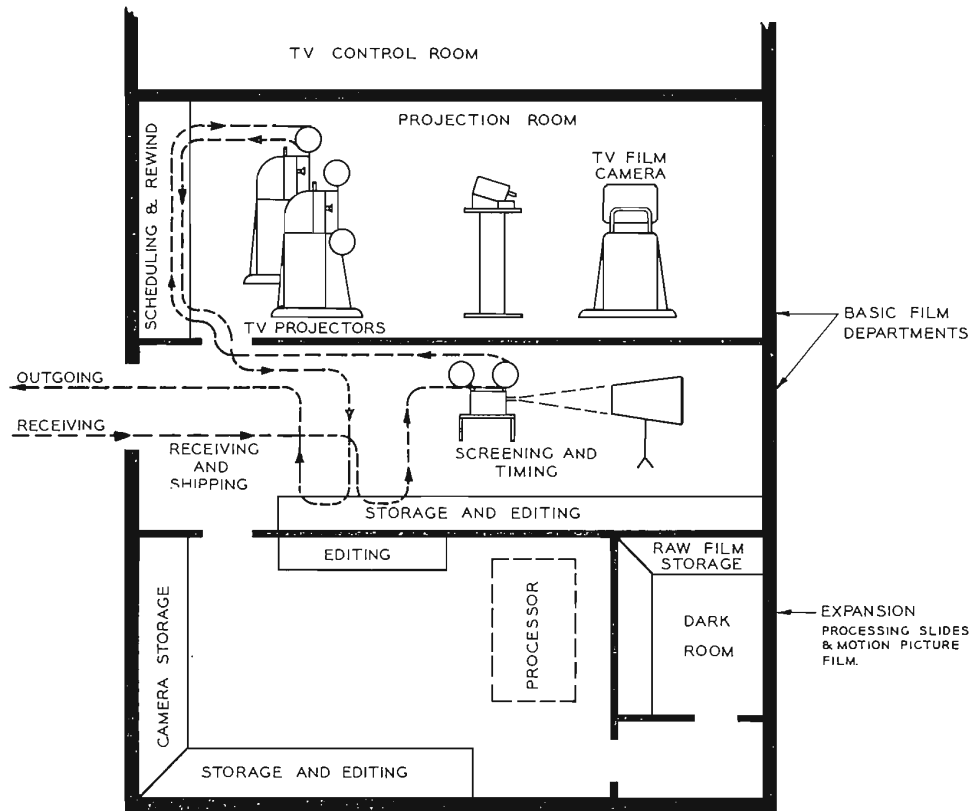 TV CONTROL ROOM
PROJECTION ROOM
SCHEDULING & REWIND
TV FILM
CAMERA
TV PROJECTORS
BASIC FILM
DEPARTMENTS
OUTGOING
RECEIVING
RECEIVING
AND
SHIPPING
SCREENING AND
TIMING
STORAGE AND EDITING
EDITING
RAW FILM
STORAGE
CAMERA STORAGE
PROCESSOR
DARK
ROOM
EXPANSION
PROCESSING SLIDES
& MOTION PICTURE
FILM.
STORAGE AND EDITING